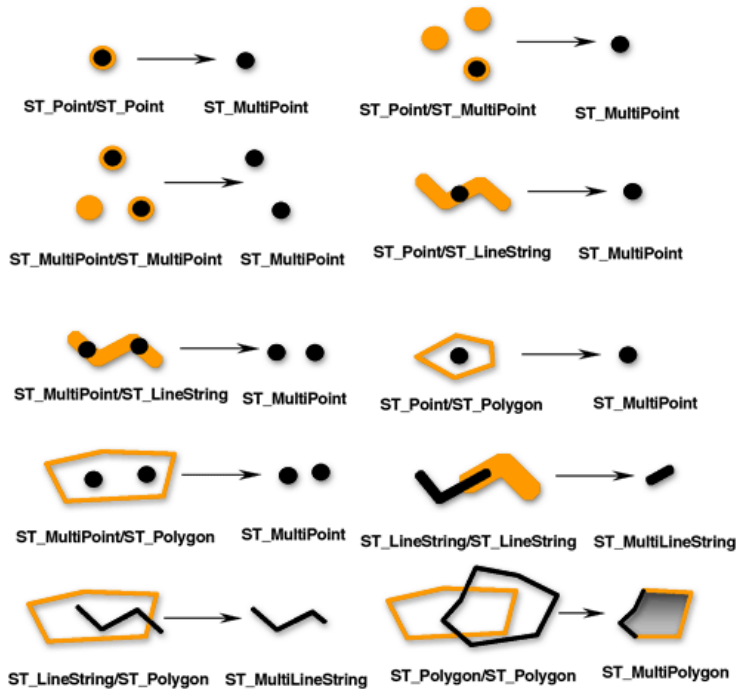 ST_Point/ST_Point ST_MultiPoint
ST_Point/ST_MultiPoint ST_MultiPoint
ST_MultiPoint/ST_MultiPoint ST_MultiPoint
ST_Point/ST_LineString ST_MultiPoint
ST_MultiPoint/ST_LineString ST_MultiPoint
ST_Point/ST_Polygon ST_MultiPoint
ST_MultiPoint/ST_Polygon ST_MultiPoint
ST_LineString/ST_LineString ST_MultiLineString
ST_LineString/ST_Polygon ST_MultiLineString
ST_Polygon/ST_Polygon ST_MultiPolygon